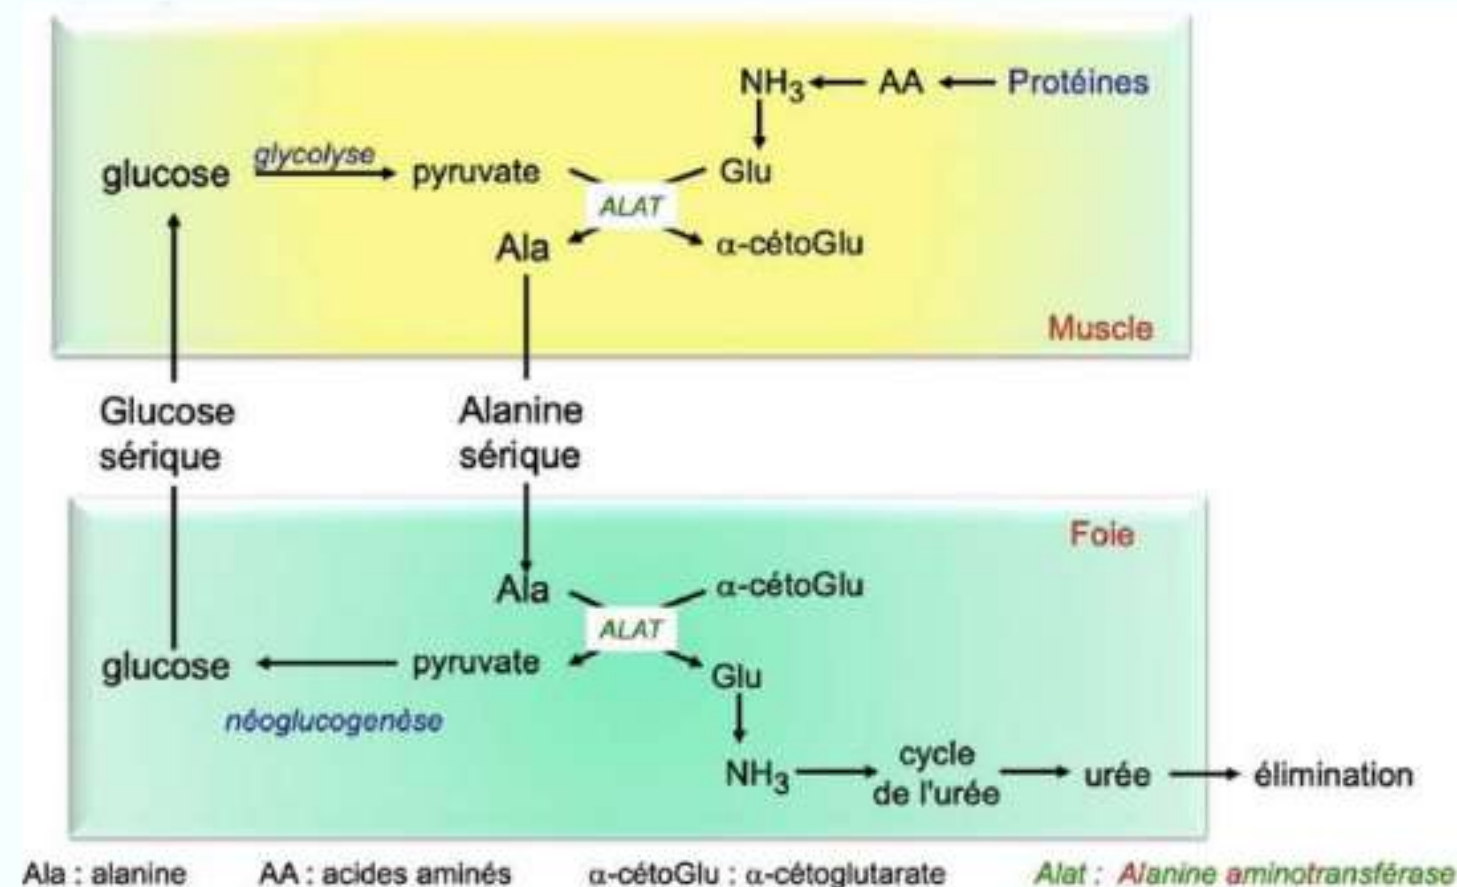 NH3 AA Protéines
glycolyse
glucose pyruvate Glu
ALAT
Ala α-cétoGlu
Muscle
Glucose
sérique
Alanine
sérique
Foie
Ala α-cétoGlu
ALAT
glucose pyruvate Glu
néoglucogenèse
NH3 cycle
de l'urée urée élimination
Ala : alanine AA : acides aminés α-cétoGlu : α-cétoglutarate Alat : Alanine aminotransférase